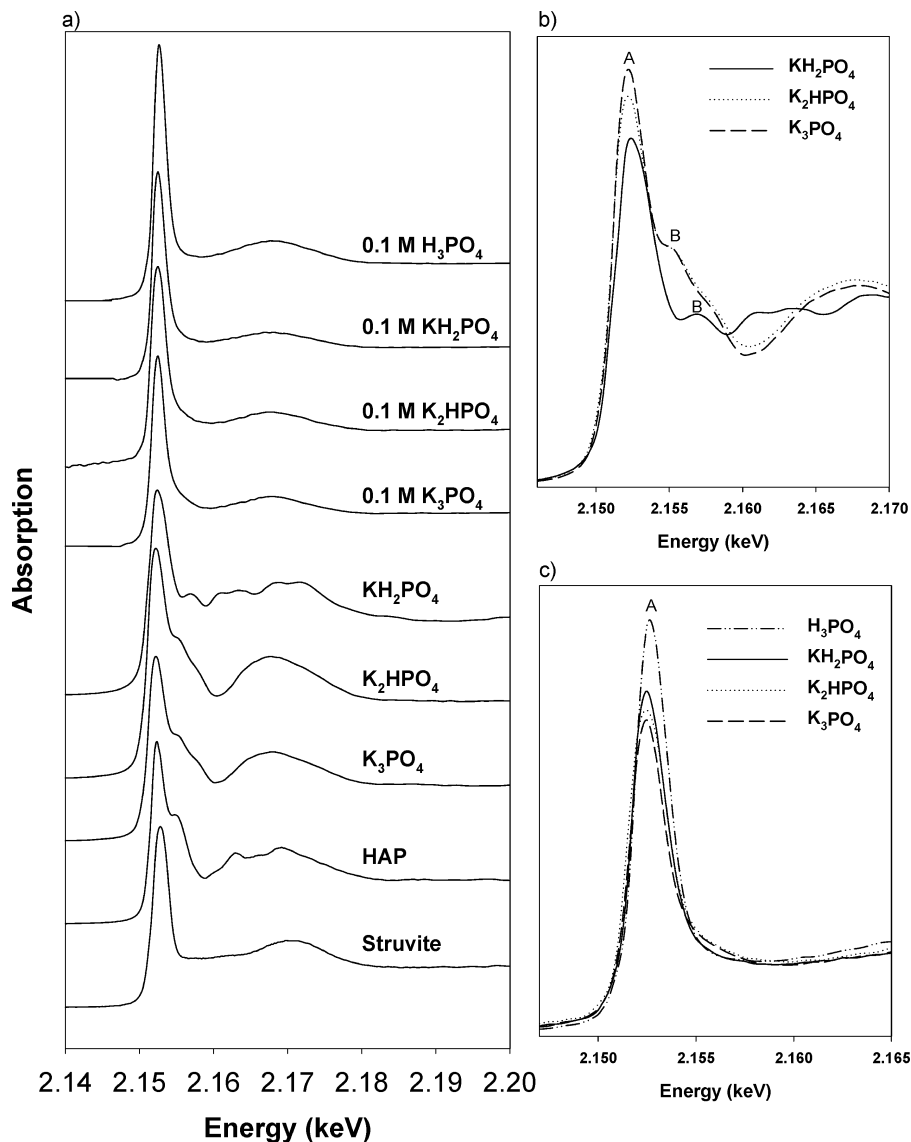 a)
Absorption
0.1 M H₃PO₄
0.1 M KH₂PO₄
0.1 M K₂HPO₄
0.1 M K₃PO₄
KH₂PO₄
K₂HPO₄
K₃PO₄
HAP
Struvite
2.14 2.15 2.16 2.17 2.18 2.19 2.20
Energy (keV)
b)
A
B
B
KH₂PO₄
K₂HPO₄
K₃PO₄
2.150 2.155 2.160 2.165 2.170
Energy (keV)
c)
A
H₃PO₄
KH₂PO₄
K₂HPO₄
K₃PO₄
2.150 2.155 2.160 2.165
Energy (keV)